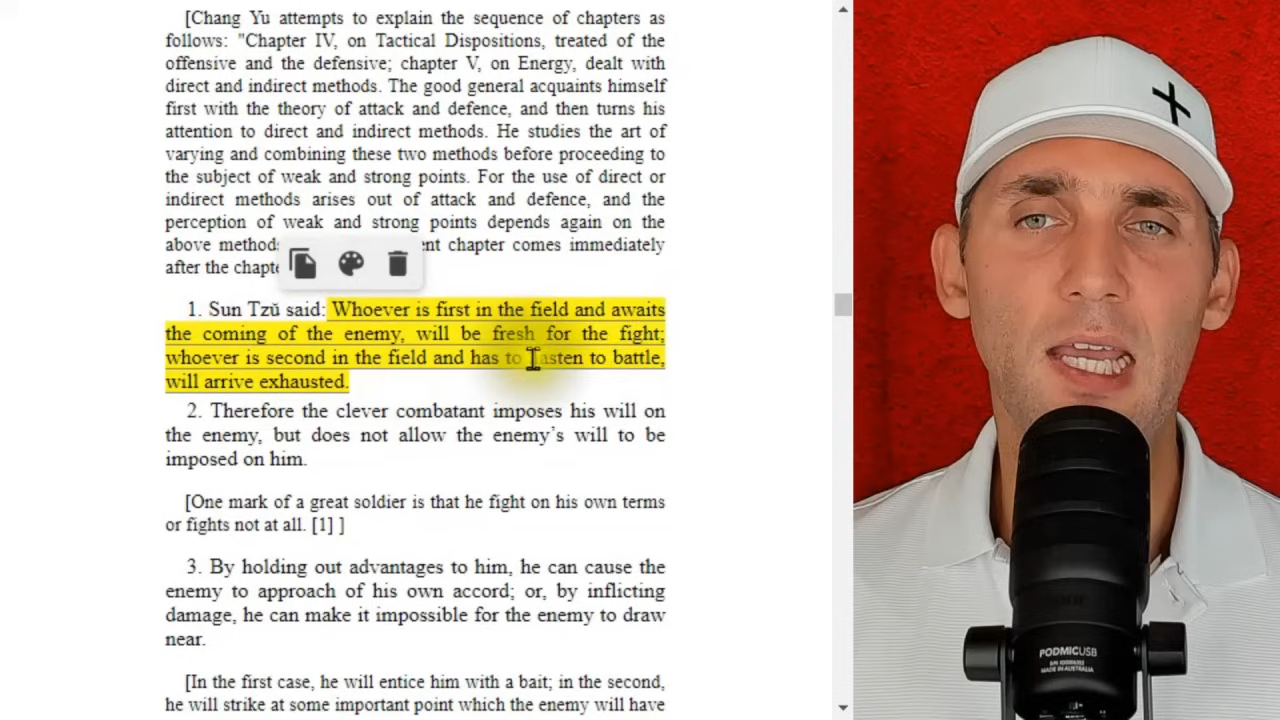 [Chang Yu attempts to explain the sequence of chapters as
follows: "Chapter IV, on Tactical Dispositions, treated of the
offensive and the defensive; chapter V, on Energy, dealt with
direct and indirect methods. The good general acquaints himself
first with the theory of attack and defence, and then turns his
attention to direct and indirect methods. He studies the art of
varying and combining these two methods before proceeding to
the subject of weak and strong points. For the use of direct or
indirect methods arises out of attack and defence, and the
perception of weak and strong points depends again on the
above methods ent chapter comes immediately
after the chapte
1. Sun Tzŭ said: Whoever is first in the field and awaits
the coming of the enemy, will be fresh for the fight;
whoever is second in the field and has to hasten to battle,
will arrive exhausted.
2. Therefore the clever combatant imposes his will on
the enemy, but does not allow the enemy’s will to be
imposed on him.
[One mark of a great soldier is that he fight on his own terms
or fights not at all. [1] ]
3. By holding out advantages to him, he can cause the
enemy to approach of his own accord; or, by inflicting
damage, he can make it impossible for the enemy to draw
near.
[In the first case, he will entice him with a bait; in the second,
he will strike at some important point which the enemy will have
PODMICUSB
MADE IN AUSTRALIA